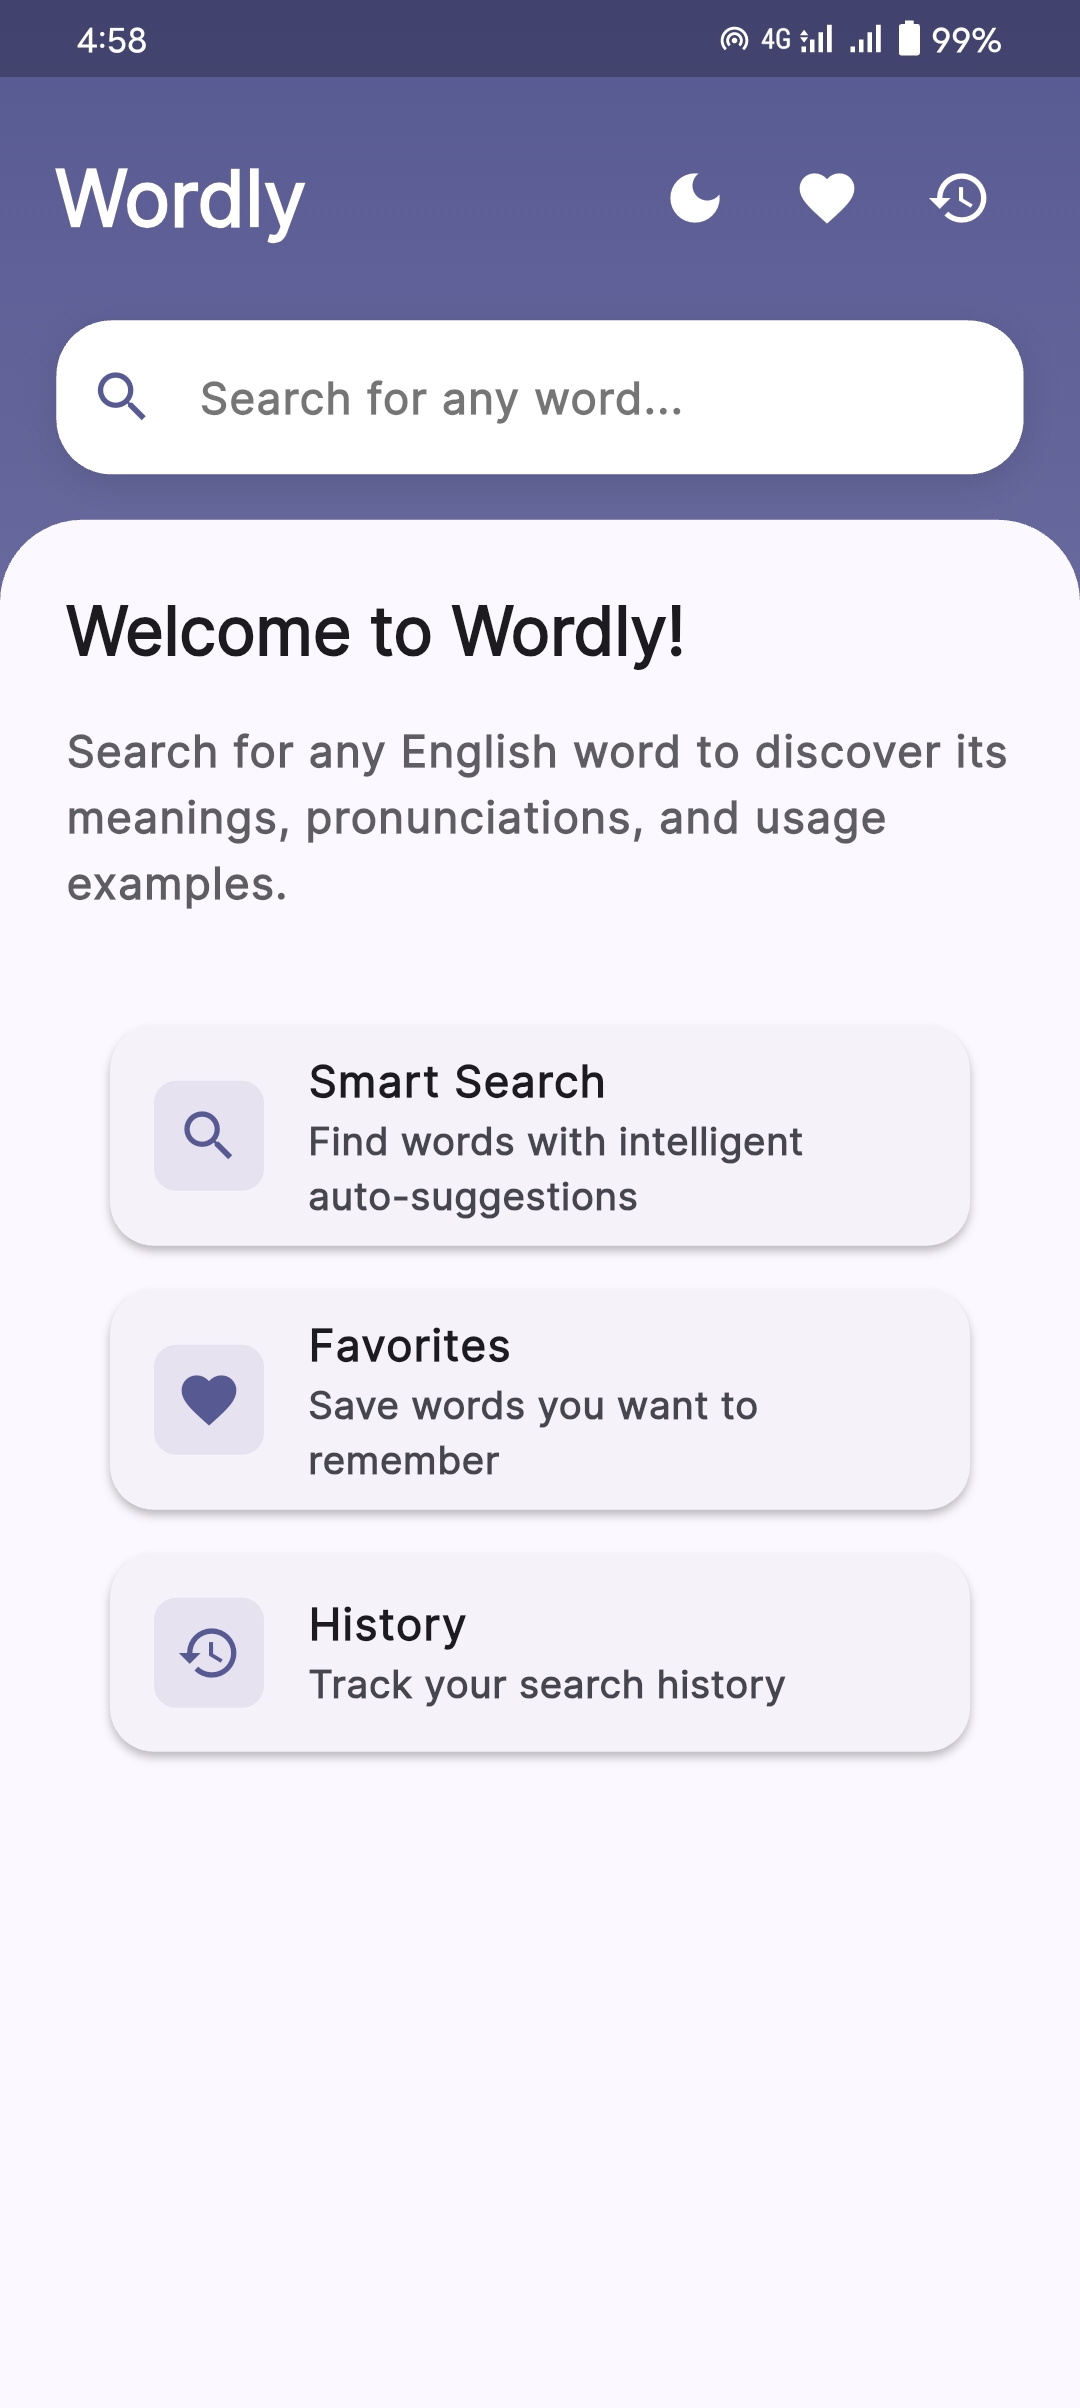 4:58
4G
99%
Wordly
Search for any word...
Welcome to Wordly!
Search for any English word to discover its
meanings, pronunciations, and usage
examples.
Smart Search
Find words with intelligent
auto-suggestions
Favorites
Save words you want to
remember
History
Track your search history